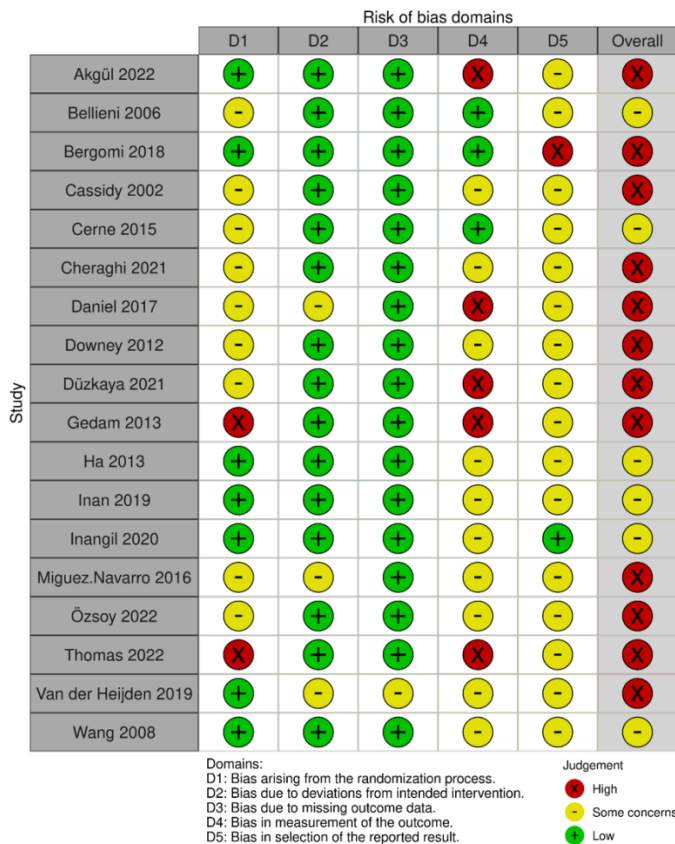 Risk of bias domains
D1 D2 D3 D4 D5 Overall
Study
Akgül 2022 + + + X - X
Bellieni 2006 - + + + - -
Bergomi 2018 + + + + X X
Cassidy 2002 - + + - - X
Cerne 2015 - + + + - -
Cheraghi 2021 - + + - - X
Daniel 2017 - - + X - X
Downey 2012 - + + - - X
Düzkaya 2021 - + + X - X
Gedam 2013 X + + X - X
Ha 2013 + + + - - -
Inan 2019 + + + - - -
Inangil 2020 + + + - + -
Miguez.Navarro 2016 - - + - - X
Özsoy 2022 - + + - - X
Thomas 2022 X + + X - X
Van der Heijden 2019 + - - - - X
Wang 2008 + + + - - -
Domains:
D1: Bias arising from the randomization process.
D2: Bias due to deviations from intended intervention.
D3: Bias due to missing outcome data.
D4: Bias in measurement of the outcome.
D5: Bias in selection of the reported result.
Judgement
X High
- Some concerns
+ Low